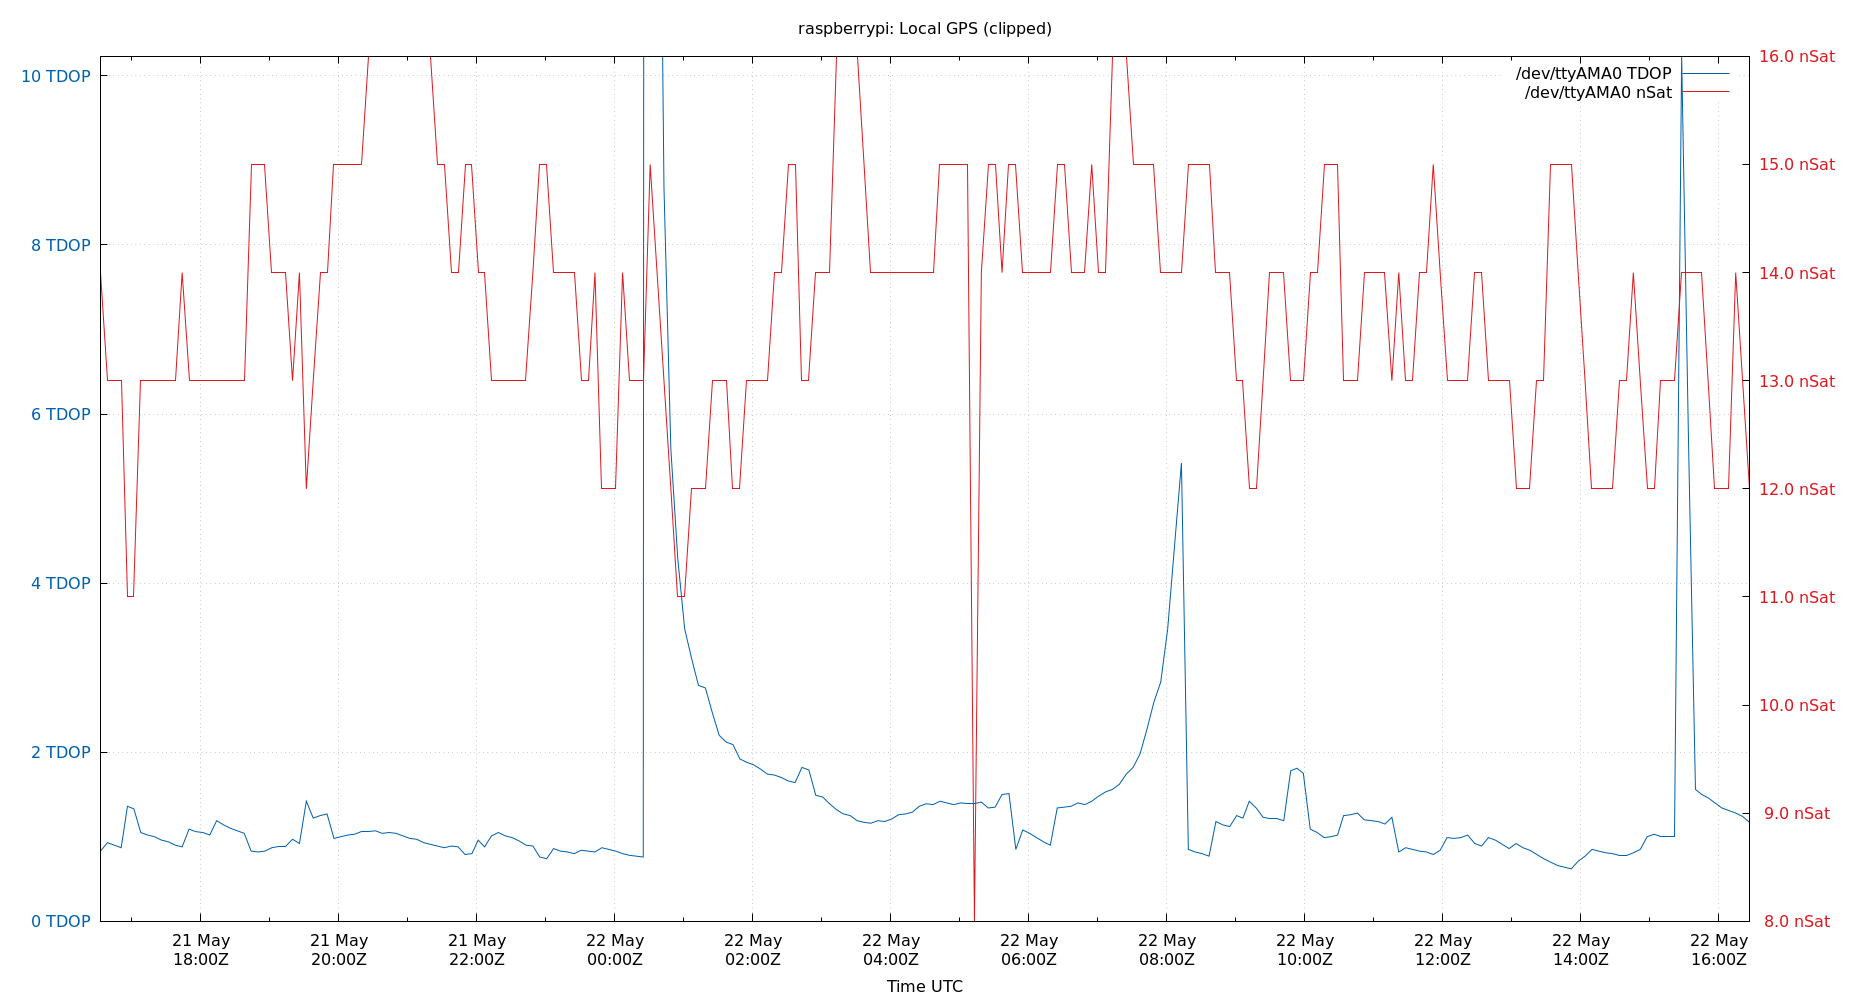 raspberrypi: Local GPS (clipped)
/dev/ttyAMA0 TDOP
/dev/ttyAMA0 nSat
10 TDOP
8 TDOP
6 TDOP
4 TDOP
2 TDOP
0 TDOP
16.0 nSat
15.0 nSat
14.0 nSat
13.0 nSat
12.0 nSat
11.0 nSat
10.0 nSat
9.0 nSat
8.0 nSat
21 May 21 May 21 May 22 May 22 May 22 May 22 May 22 May 22 May 22 May 22 May 22 May
18:00Z 20:00Z 22:00Z 00:00Z 02:00Z 04:00Z 06:00Z 08:00Z 10:00Z 12:00Z 14:00Z 16:00Z
Time UTC